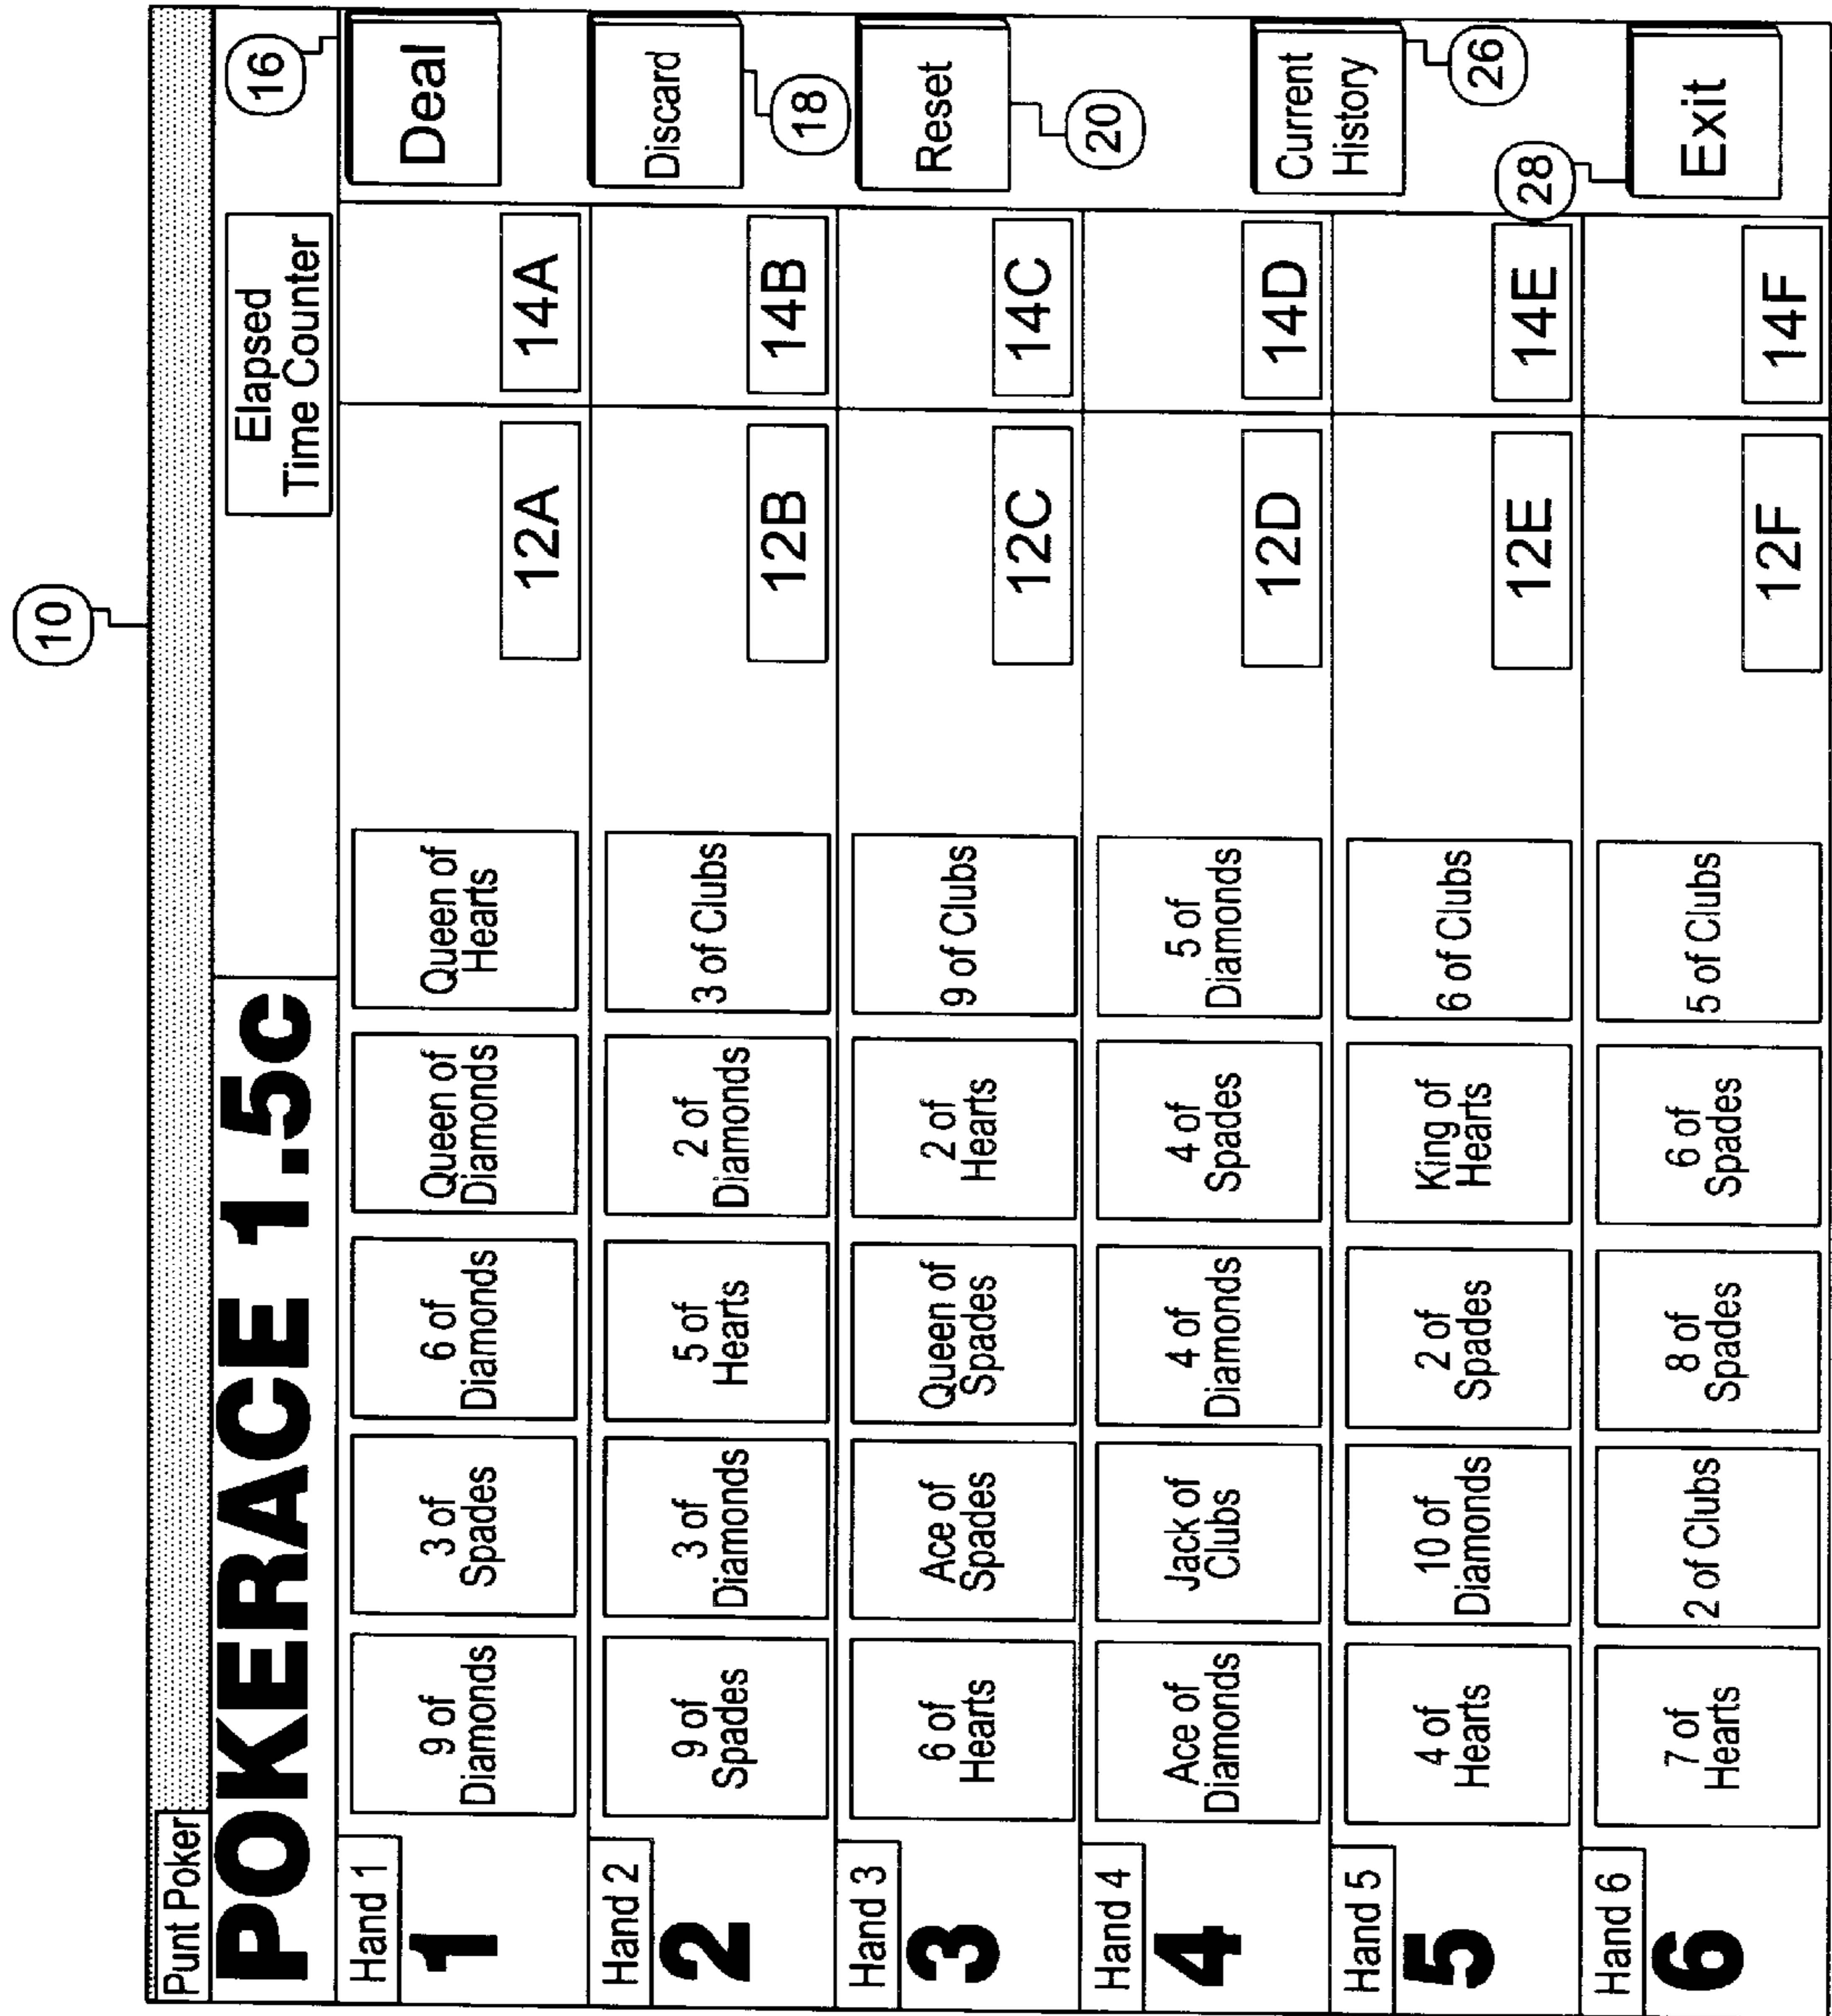 10
Punt Poker
POKERACE 1.5c
Elapsed
Time Counter
16
Hand 1
1
9 of
Diamonds
3 of
Spades
6 of
Diamonds
Queen of
Diamonds
Queen of
Hearts
12A
14A
Deal
Hand 2
2
9 of
Spades
3 of
Diamonds
5 of
Hearts
2 of
Diamonds
3 of Clubs
12B
14B
Discard
18
Hand 3
3
6 of
Hearts
Ace of
Spades
Queen of
Spades
2 of
Hearts
9 of Clubs
12C
14C
Reset
20
Hand 4
4
Ace of
Diamonds
Jack of
Clubs
4 of
Diamonds
4 of
Spades
5 of
Diamonds
12D
14D
Current
History
26
Hand 5
5
4 of
Hearts
10 of
Diamonds
2 of
Spades
King of
Hearts
6 of Clubs
12E
14E
28
Hand 6
6
7 of
Hearts
2 of Clubs
8 of
Spades
6 of
Spades
5 of Clubs
12F
14F
Exit